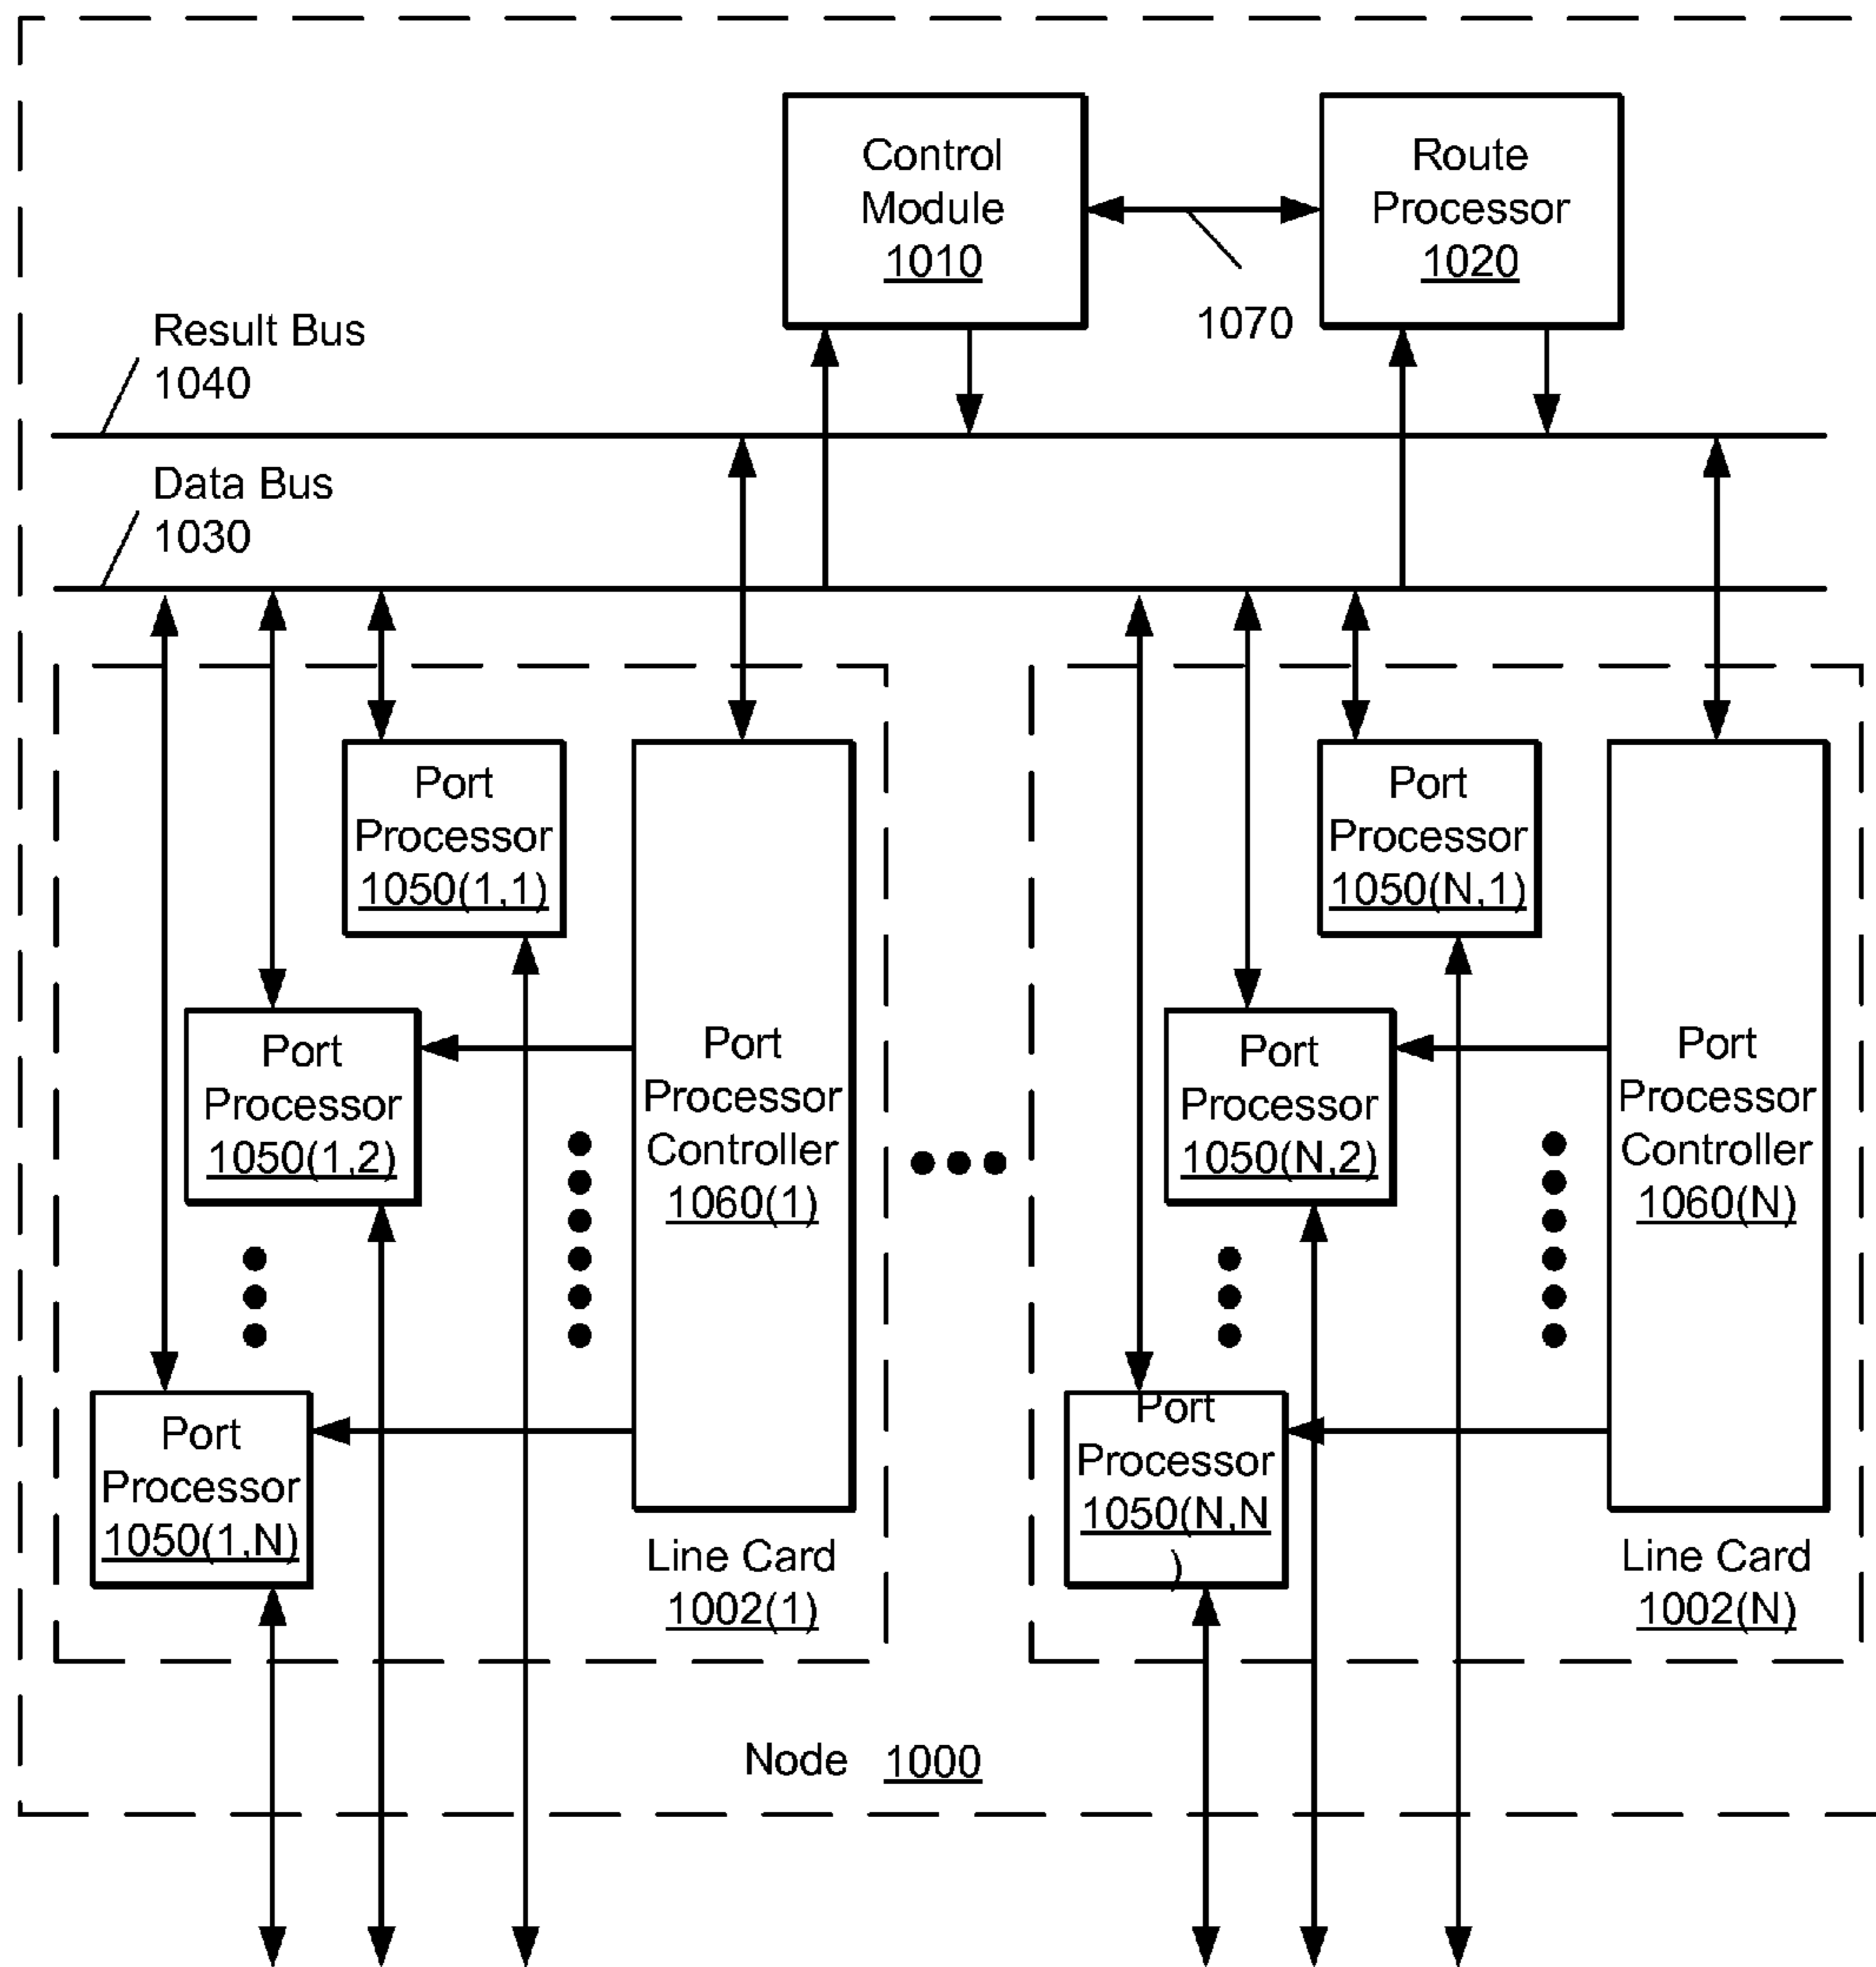 Control
Module
1010
Route
Processor
1020
1070
Result Bus
1040
Data Bus
1030
Port
Processor
1050(1,1)
Port
Processor
1050(1,2)
Port
Processor
1050(1,N)
Port
Processor
Controller
1060(1)
Line Card
1002(1)
Port
Processor
1050(N,1)
Port
Processor
1050(N,2)
Port
Processor
1050(N,N
)
Port
Processor
Controller
1060(N)
Line Card
1002(N)
Node 1000